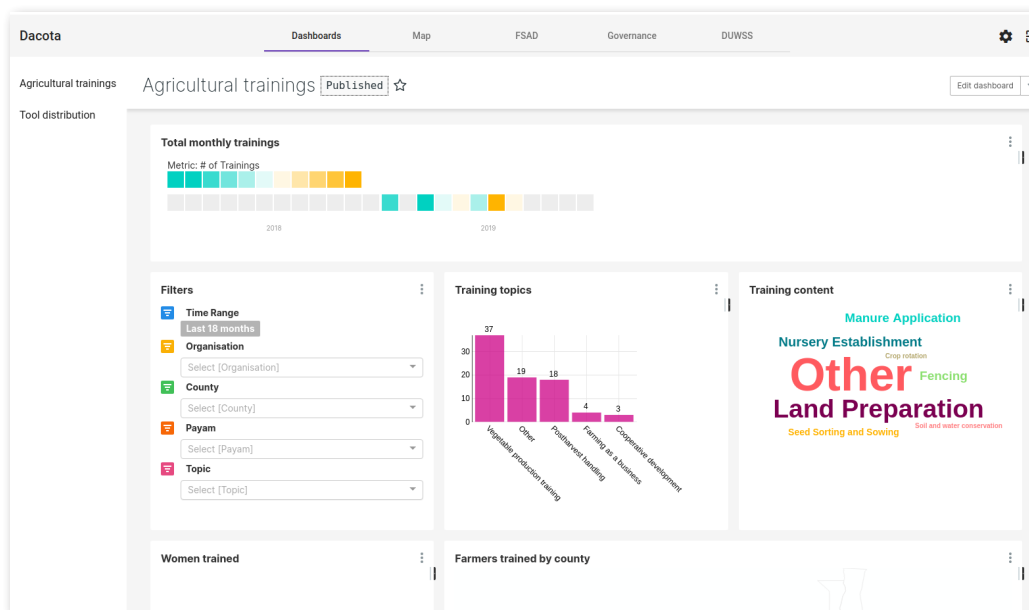 Dacota
Dashboards
Map
FSAD
Governance
DUWSS
Agricultural trainings
Tool distribution
Agricultural trainings
Published
Edit dashboard
Total monthly trainings
Metric: # of Trainings
2018
2019
Filters
Time Range
Last 18 months
Organisation
Select [Organisation]
County
Select [County]
Payam
Select [Payam]
Topic
Select [Topic]
Training topics
37
30
20
10
0
19
18
4
3
Vegetable production training
Other
Postharvest handling
Farming as a business
Cooperative development
Training content
Manure Application
Nursery Establishment
Crop rotation
Other
Fencing
Land Preparation
Soil and water conservation
Seed Sorting and Sowing
Women trained
Farmers trained by county